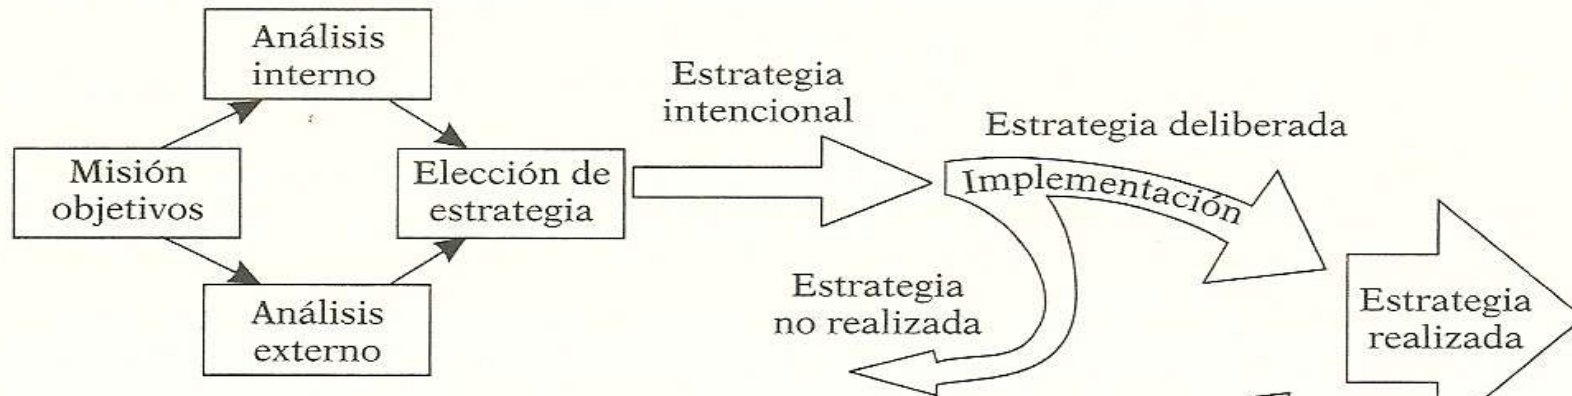 Análisis
interno
Misión
objetivos
Elección de
estrategia
Análisis
externo
Estrategia
intencional
Estrategia deliberada
Implementación
Estrategia
no realizada
Estrategia
realizada